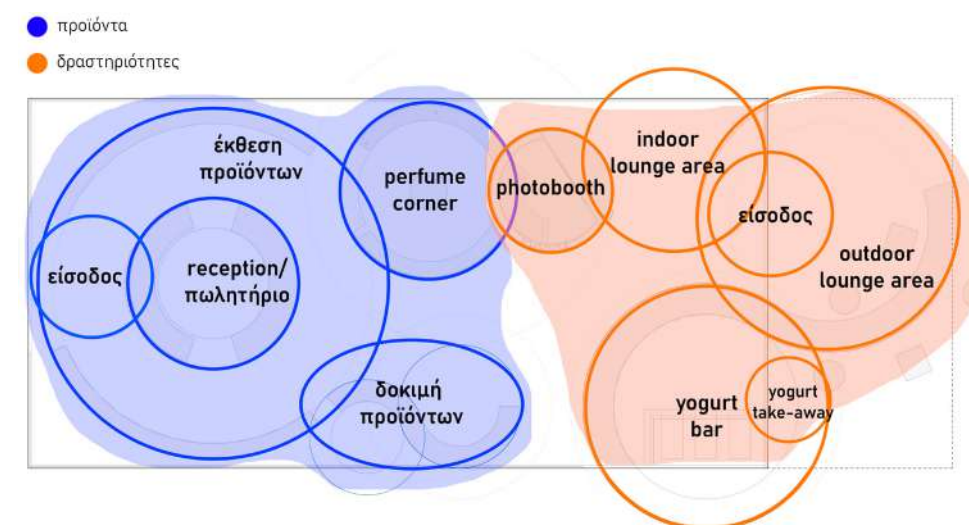 προϊόντα
δραστηριότητες
έκθεση
προϊόντων
είσοδος
reception/
πωλητήριο
perfume
corner
δοκιμή
προϊόντων
photobooth
indoor
lounge area
είσοδος
outdoor
lounge area
yogurt
bar
yogurt
take-away